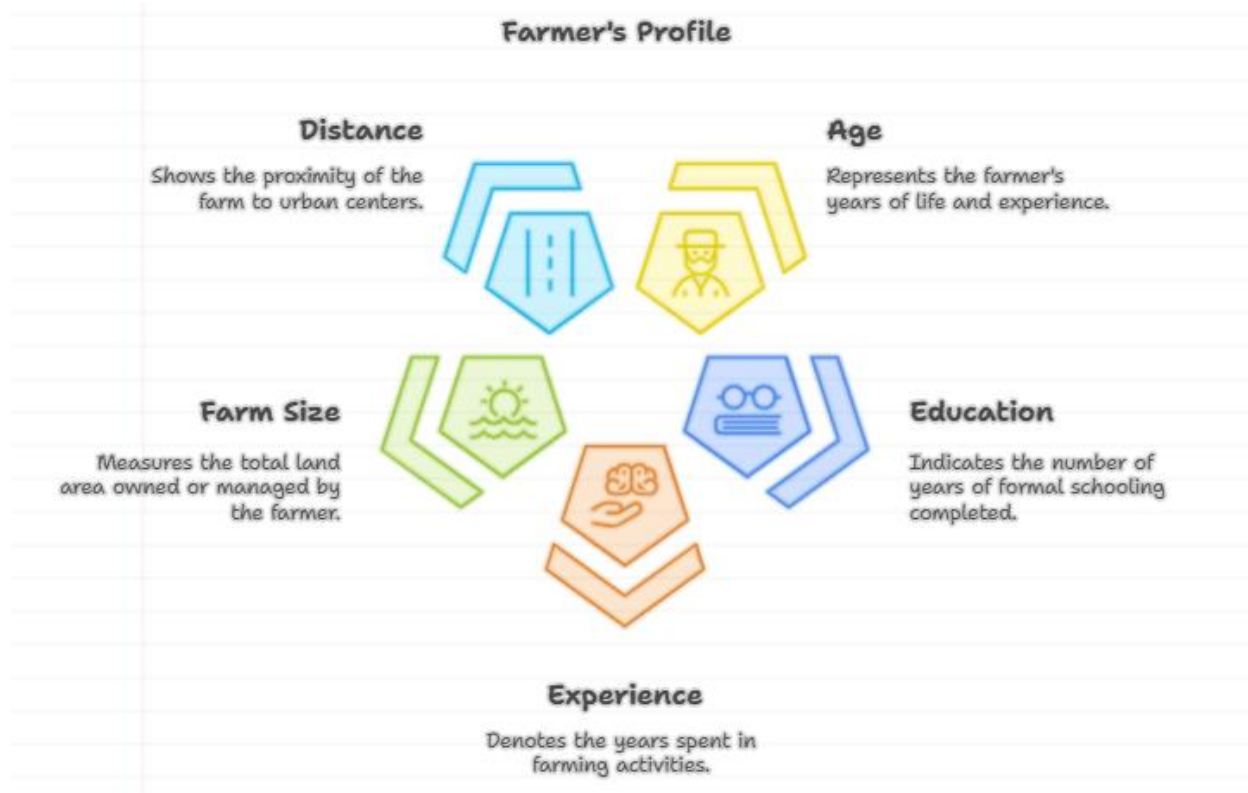 Farmer's Profile
Distance
Shows the proximity of the
farm to urban centers.
Age
Represents the farmer's
years of life and experience.
Farm Size
Measures the total land
area owned or managed by
the farmer.
Education
Indicates the number of
years of formal schooling
completed.
Experience
Denotes the years spent in
farming activities.